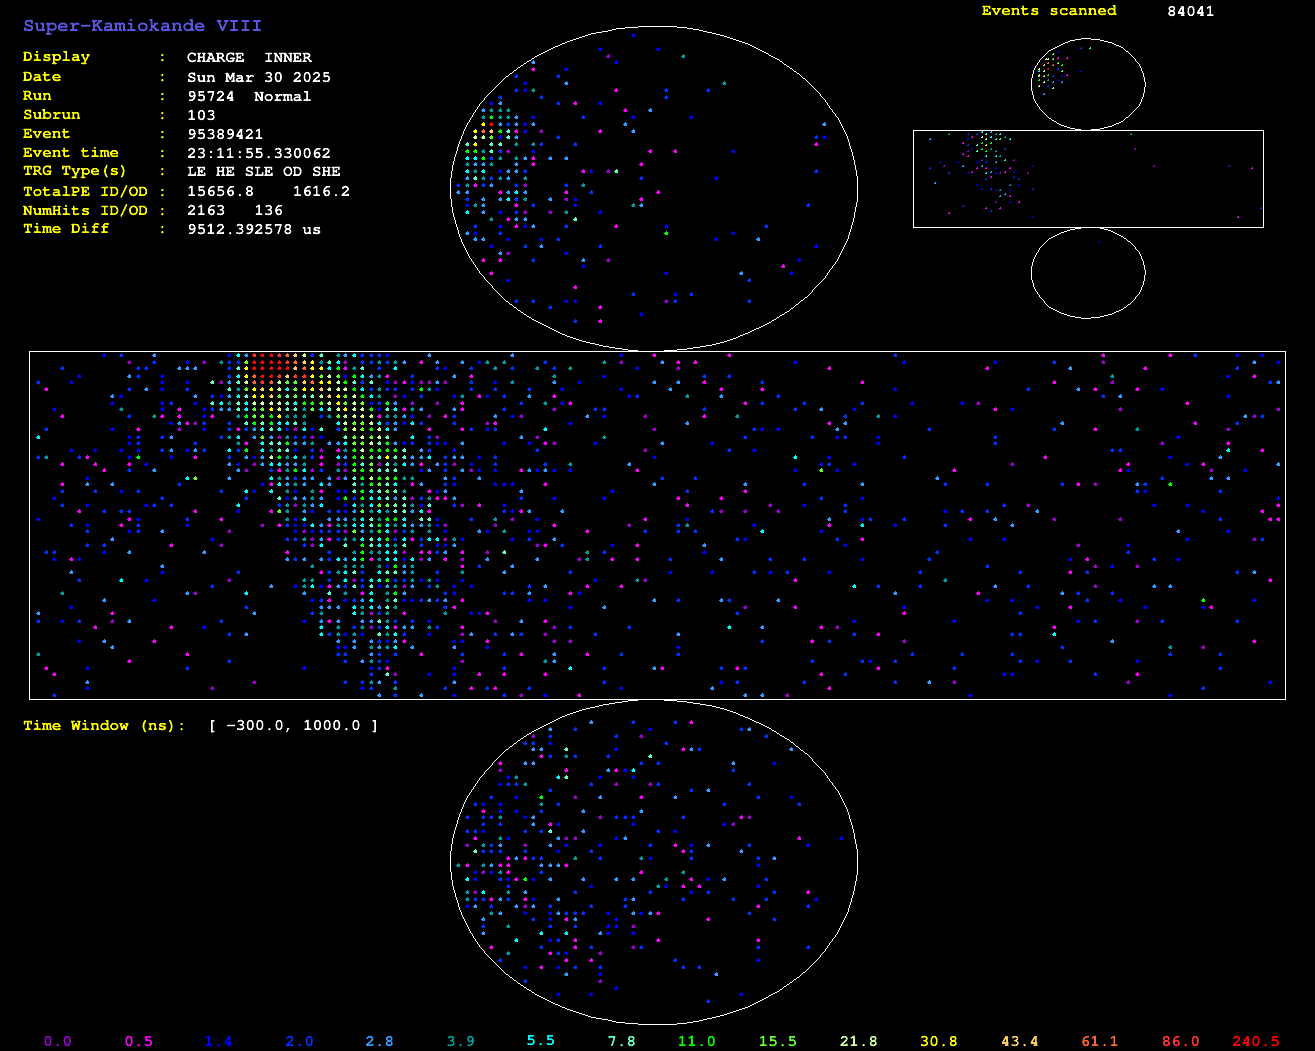 Super-Kamiokande VIII
Events scanned 84041
Display : CHARGE INNER
Date : Sun Mar 30 2025
Run : 95724 Normal
Subrun : 103
Event : 95389421
Event time : 23:11:55.330062
TRG Type(s) : LE HE SLE OD SHE
TotalPE ID/OD : 15656.8 1616.2
NumHits ID/OD : 2163 136
Time Diff : 9512.392578 us
Time Window (ns): [ -300.0, 1000.0 ]
0.0 0.5 1.4 2.0 2.8 3.9 5.5 7.8 11.0 15.5 21.8 30.8 43.4 61.1 86.0 240.5